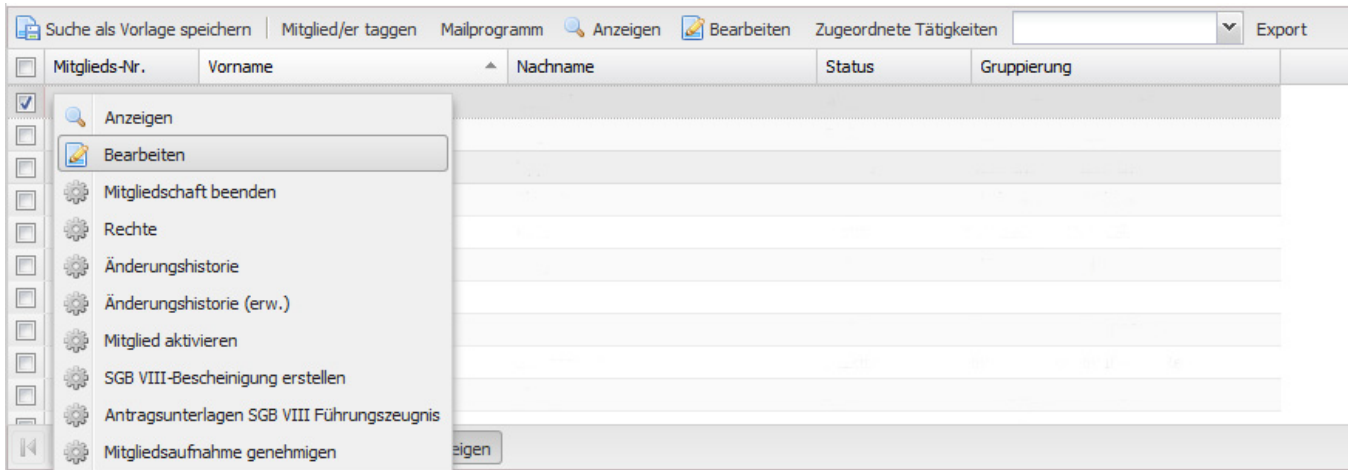 Suche als Vorlage speichern Mitglied/er taggen Mailprogramm Anzeigen Bearbeiten Zugeordnete Tätigkeiten Export
Mitglieds-Nr. Vorname Nachname Status Gruppierung
Anzeigen
Bearbeiten
Mitgliedschaft beenden
Rechte
Änderungshistorie
Änderungshistorie (erw.)
Mitglied aktivieren
SGB VIII-Bescheinigung erstellen
Antragsunterlagen SGB VIII Führungszeugnis
Mitgliedsaufnahme genehmigen eigen